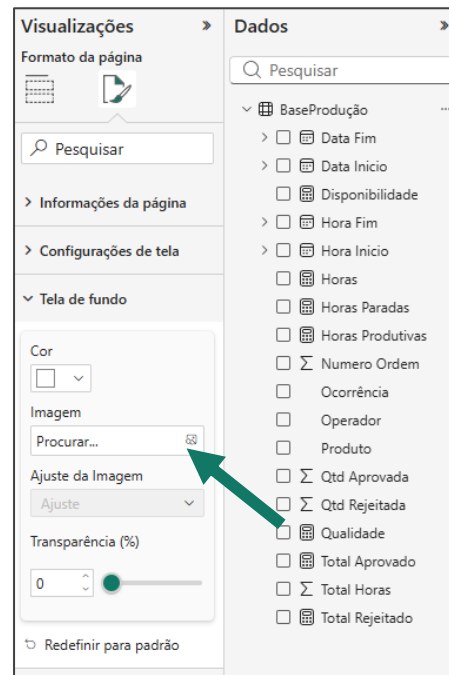 Visualizações
Formato da página
Pesquisar
Informações da página
Configurações de tela
Tela de fundo
Cor
Imagem
Procurar...
Ajuste da Imagem
Ajuste
Transparência (%)
0
Redefinir para padrão
Dados
Pesquisar
BaseProdução
Data Fim
Data Inicio
Disponibilidade
Hora Fim
Hora Inicio
Horas
Horas Paradas
Horas Produtivas
Numero Ordem
Ocorrência
Operador
Produto
Qtd Aprovada
Qtd Rejeitada
Qualidade
Total Aprovado
Total Horas
Total Rejeitado